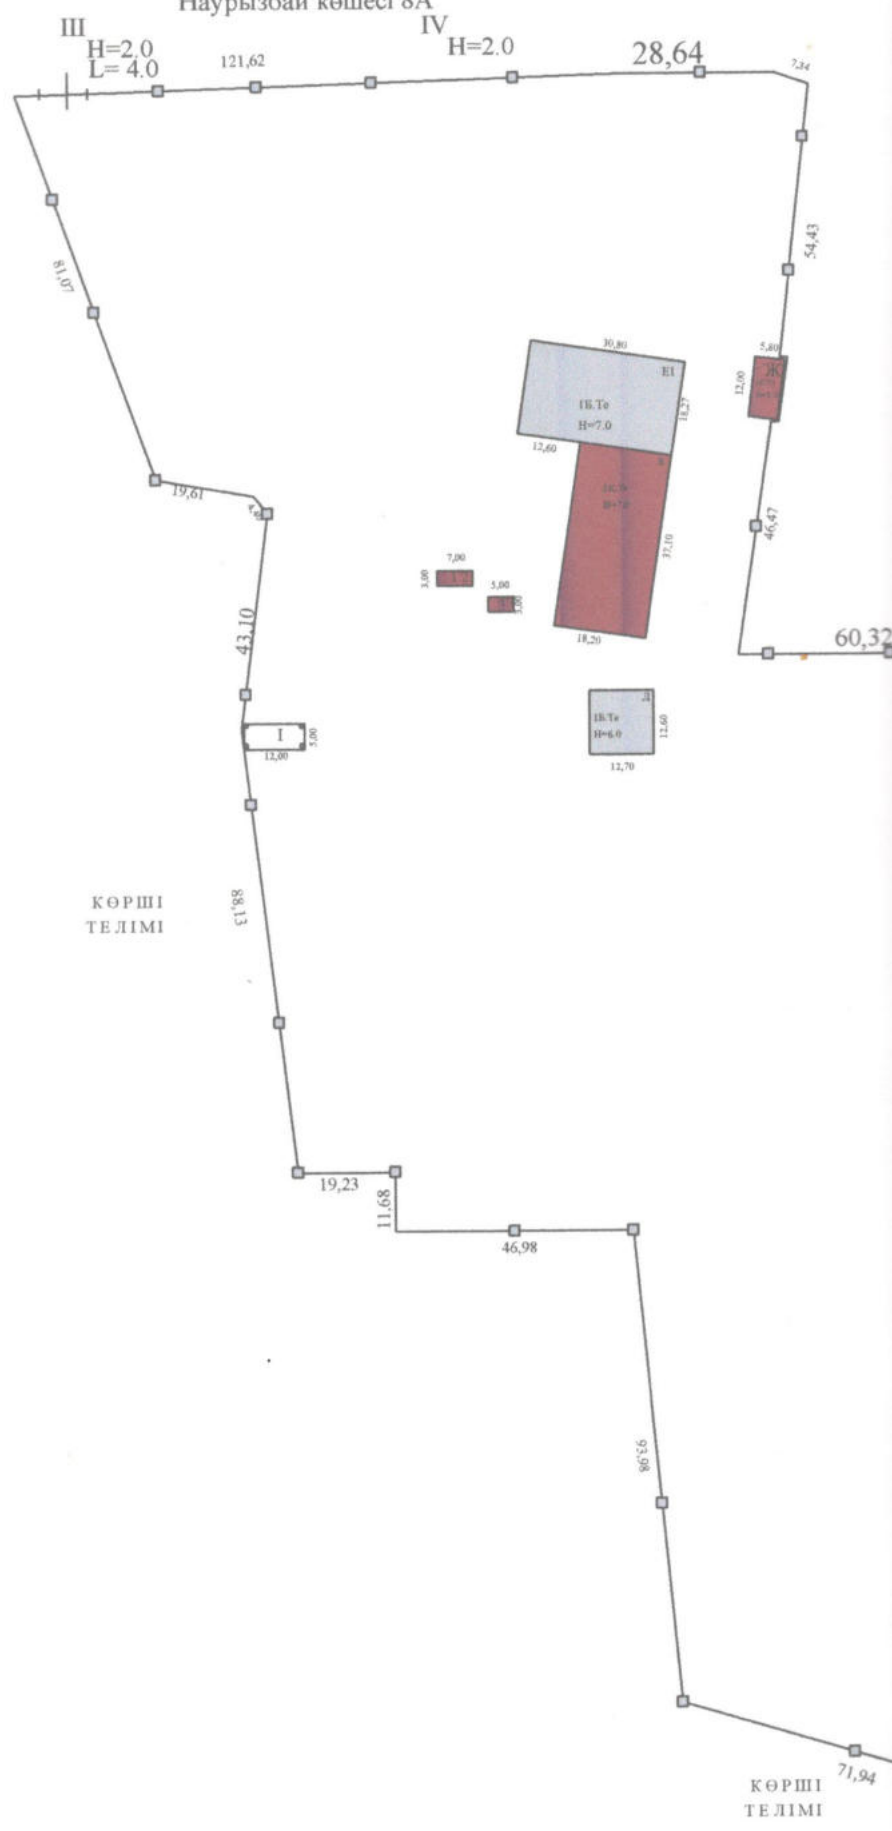 Наурызбай көшесі 8А
III
H=2.0
L= 4.0
121,62
IV
H=2.0
28,64
7,34
54,43
81,07
30,80
Е1
1Б.Те
H=7.0
18,27
12,60
5,80
12,00
Ж
46,47
19,61
37,10
7,00
3,00
5,00
3,00
18,20
60,32
43,10
Д
1Б.Те
H=6.0
12,60
12,70
I
5,00
12,00
КӨРШІ
ТЕЛІМІ
88,13
19,23
11,68
46,98
93,98
71,94
КӨРШІ
ТЕЛІМІ